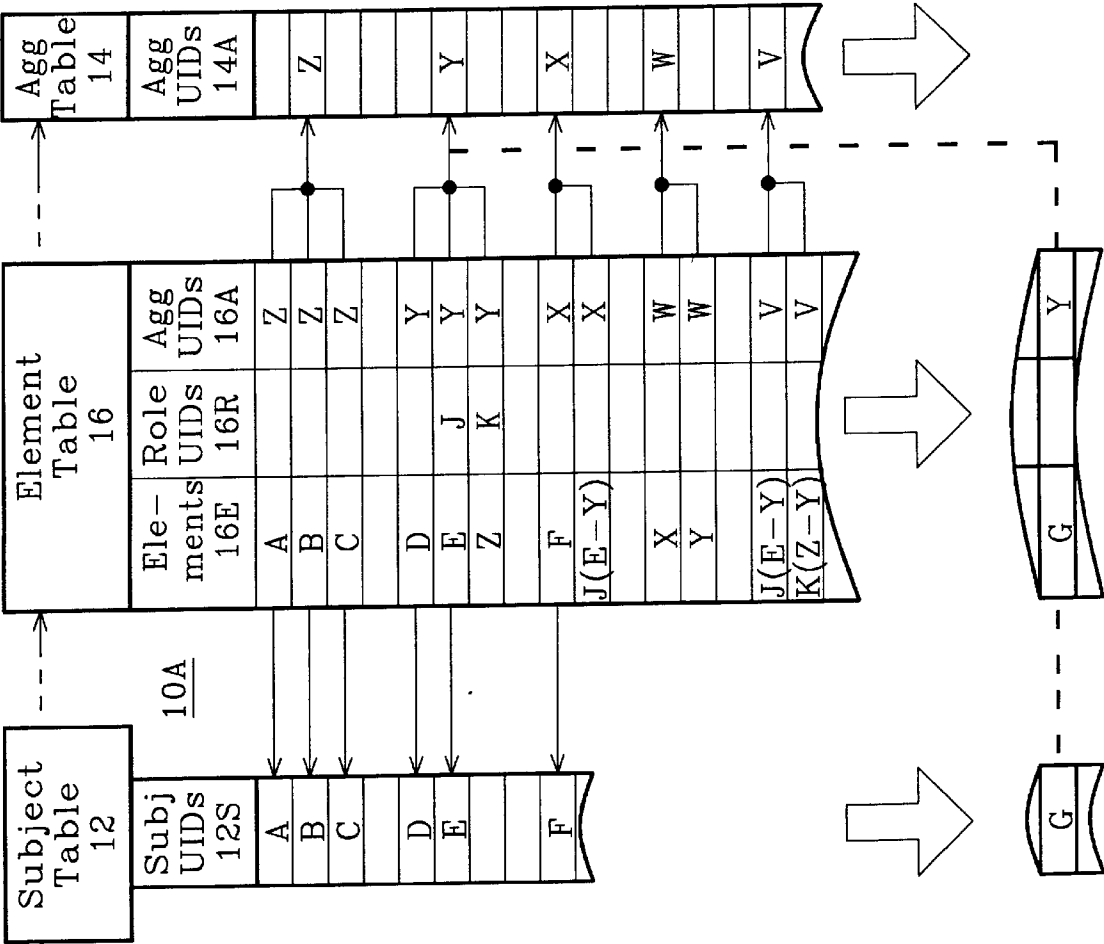 Subject
Table
12
Subj
UIDs
12S
A
B
C
D
E
F
G
10A
Element
Table
16
Ele-
ments
16E
Role
UIDs
16R
Agg
UIDs
16A
A Z
B Z
C Z
D Y
E J Y
Z K Y
F X
J(E-Y) X
X W
Y W
J(E-Y) V
K(Z-Y) V
G Y
Agg
Table
14
Agg
UIDs
14A
Z
Y
X
W
V